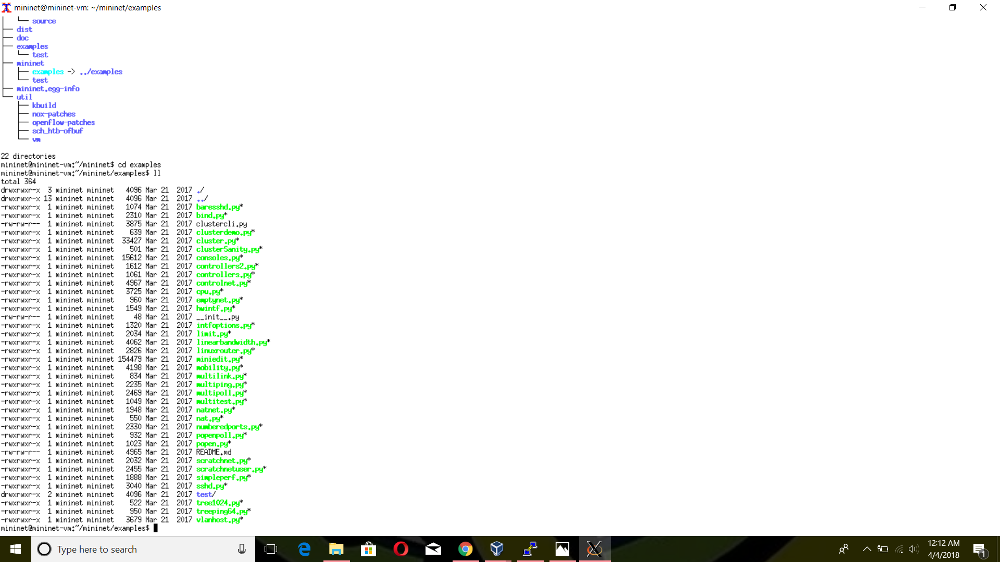 mininet@mininet-vm: ~/mininet/examples
│   └── source
├── dist
├── doc
├── examples
│   └── test
├── mininet
│   ├── examples -> ../examples
│   └── test
├── mininet.egg-info
└── util
    ├── kbuild
    ├── nox-patches
    ├── openflow-patches
    ├── sch_htb-ofbuf
    └── vm
22 directories
mininet@mininet-vm:~/mininet$ cd examples
mininet@mininet-vm:~/mininet/examples$ ll
total 364
drwxrwxr-x  3 mininet mininet   4096 Mar 21  2017 ./
drwxrwxr-x 13 mininet mininet   4096 Mar 21  2017 ../
-rwxrwxr-x  1 mininet mininet   1074 Mar 21  2017 baresshd.py*
-rwxrwxr-x  1 mininet mininet   2310 Mar 21  2017 bind.py*
-rw-rw-r--  1 mininet mininet   3875 Mar 21  2017 clustercli.py
-rwxrwxr-x  1 mininet mininet    639 Mar 21  2017 clusterdemo.py*
-rwxrwxr-x  1 mininet mininet  33427 Mar 21  2017 cluster.py*
-rwxrwxr-x  1 mininet mininet    501 Mar 21  2017 clusterSanity.py*
-rwxrwxr-x  1 mininet mininet  15612 Mar 21  2017 consoles.py*
-rwxrwxr-x  1 mininet mininet   1612 Mar 21  2017 controllers2.py*
-rwxrwxr-x  1 mininet mininet   1061 Mar 21  2017 controllers.py*
-rwxrwxr-x  1 mininet mininet   4967 Mar 21  2017 controlnet.py*
-rwxrwxr-x  1 mininet mininet   3725 Mar 21  2017 cpu.py*
-rwxrwxr-x  1 mininet mininet    960 Mar 21  2017 emptynet.py*
-rwxrwxr-x  1 mininet mininet   1549 Mar 21  2017 hwintf.py*
-rw-rw-r--  1 mininet mininet     48 Mar 21  2017 __init__.py
-rwxrwxr-x  1 mininet mininet   1320 Mar 21  2017 intfoptions.py*
-rwxrwxr-x  1 mininet mininet   2034 Mar 21  2017 limit.py*
-rwxrwxr-x  1 mininet mininet   4062 Mar 21  2017 linearbandwidth.py*
-rwxrwxr-x  1 mininet mininet   2826 Mar 21  2017 linuxrouter.py*
-rwxrwxr-x  1 mininet mininet 154479 Mar 21  2017 miniedit.py*
-rwxrwxr-x  1 mininet mininet   4198 Mar 21  2017 mobility.py*
-rwxrwxr-x  1 mininet mininet    834 Mar 21  2017 multilink.py*
-rwxrwxr-x  1 mininet mininet   2235 Mar 21  2017 multiping.py*
-rwxrwxr-x  1 mininet mininet   2469 Mar 21  2017 multipoll.py*
-rwxrwxr-x  1 mininet mininet   1049 Mar 21  2017 multitest.py*
-rwxrwxr-x  1 mininet mininet   1948 Mar 21  2017 natnet.py*
-rwxrwxr-x  1 mininet mininet    550 Mar 21  2017 nat.py*
-rwxrwxr-x  1 mininet mininet   2330 Mar 21  2017 numberedports.py*
-rwxrwxr-x  1 mininet mininet    932 Mar 21  2017 popenpoll.py*
-rwxrwxr-x  1 mininet mininet   1023 Mar 21  2017 popen.py*
-rw-rw-r--  1 mininet mininet   4965 Mar 21  2017 README.md
-rwxrwxr-x  1 mininet mininet   2032 Mar 21  2017 scratchnet.py*
-rwxrwxr-x  1 mininet mininet   2455 Mar 21  2017 scratchnetuser.py*
-rwxrwxr-x  1 mininet mininet   1888 Mar 21  2017 simpleperf.py*
-rwxrwxr-x  1 mininet mininet   3040 Mar 21  2017 sshd.py*
drwxrwxr-x  2 mininet mininet   4096 Mar 21  2017 test/
-rwxrwxr-x  1 mininet mininet    522 Mar 21  2017 tree1024.py*
-rwxrwxr-x  1 mininet mininet    950 Mar 21  2017 treeping64.py*
-rwxrwxr-x  1 mininet mininet   3679 Mar 21  2017 vlanhost.py*
mininet@mininet-vm:~/mininet/examples$
Type here to search
12:12 AM
4/4/2018
1